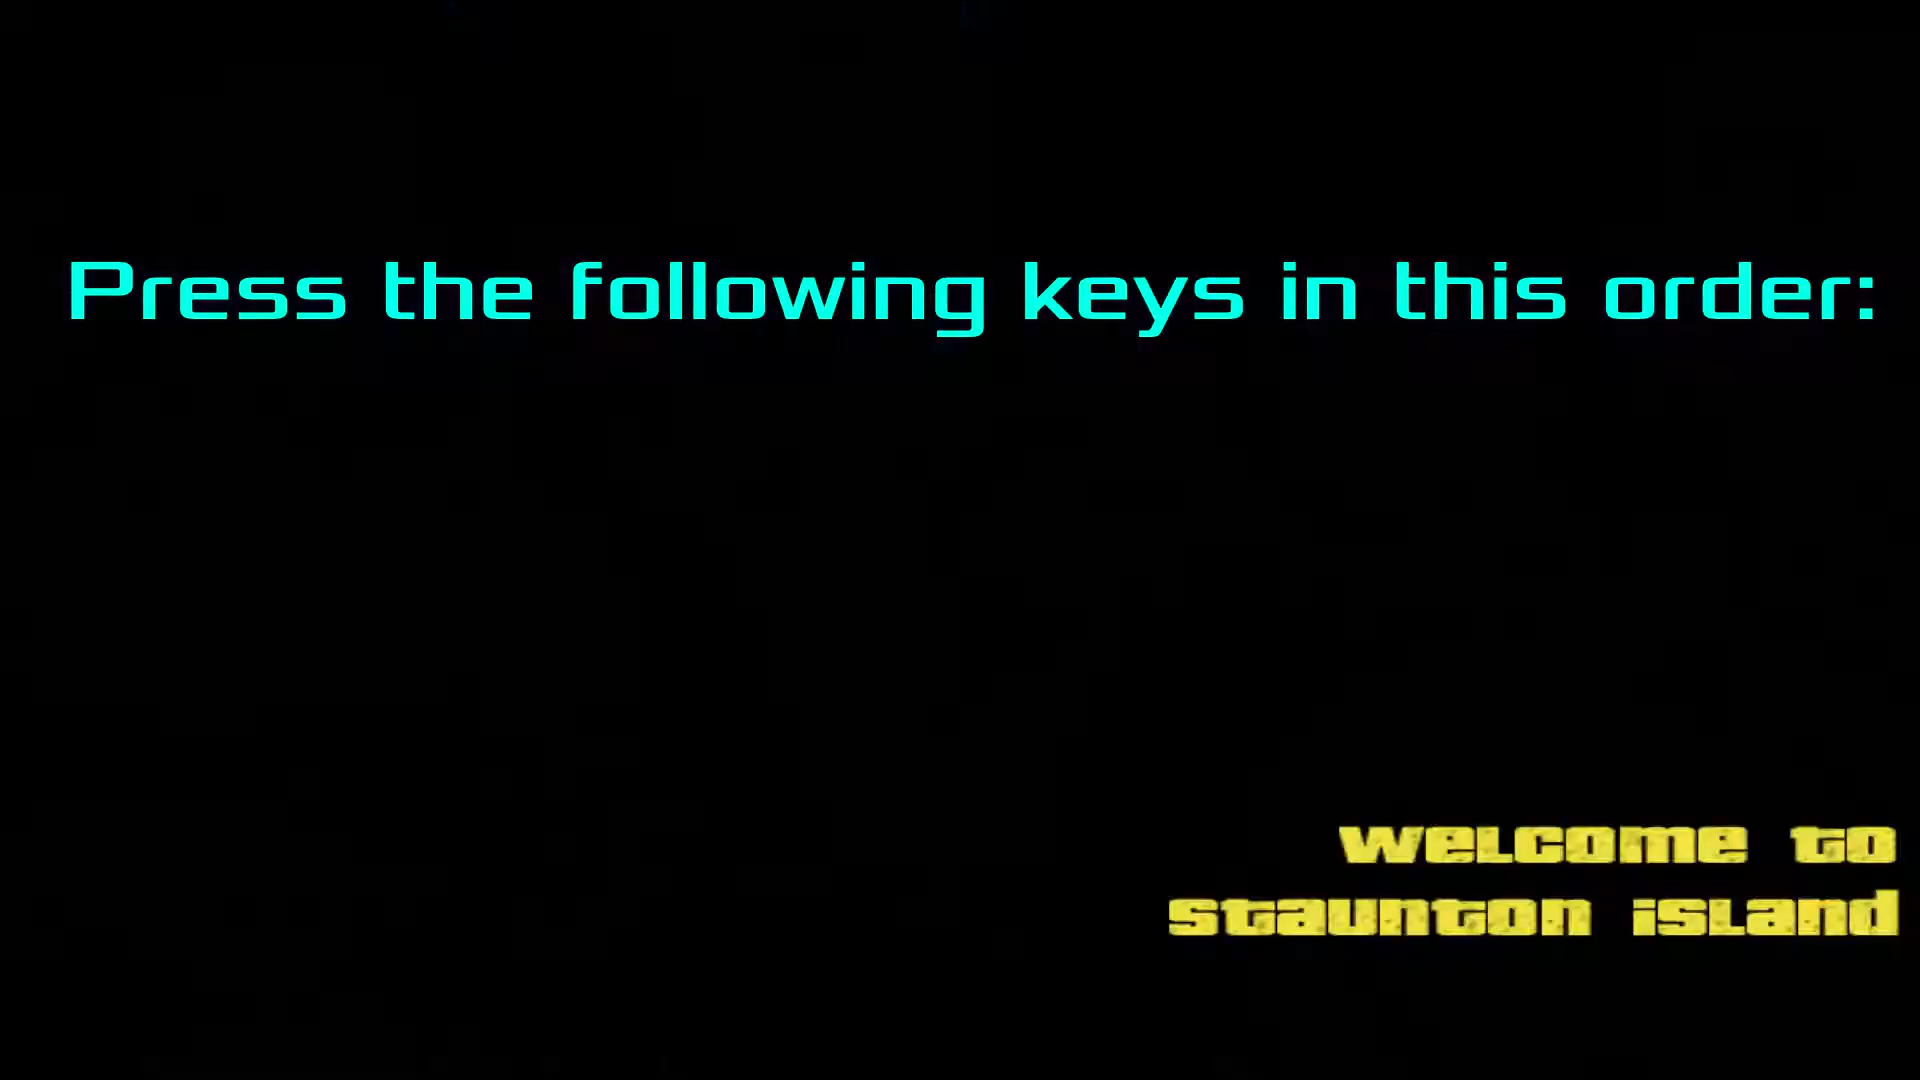 Press the following keys in this order:
welcome to
staunton island